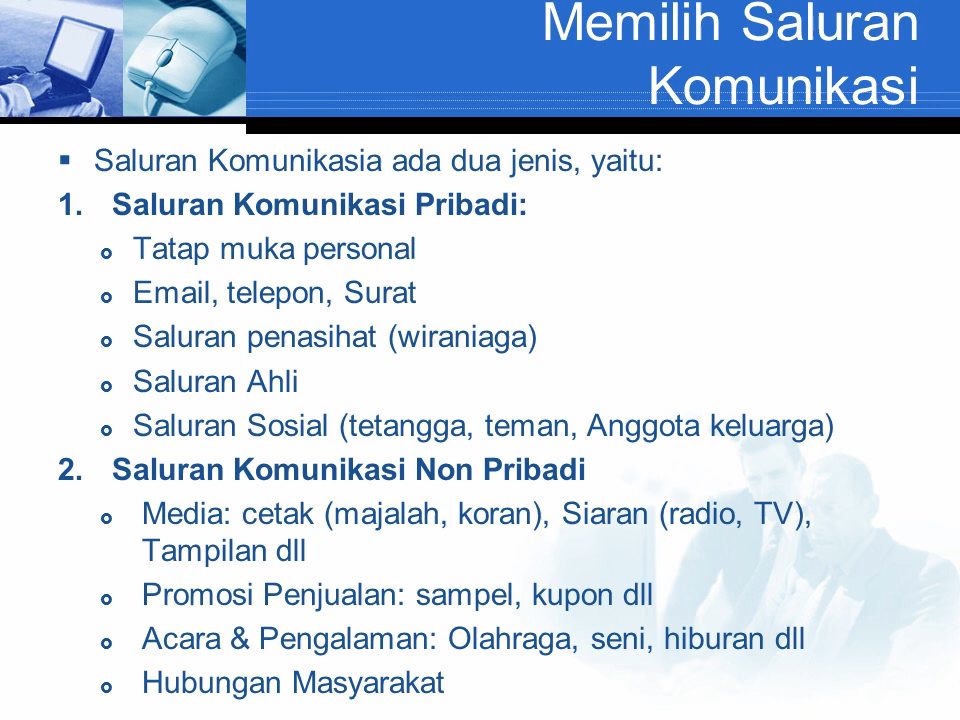 Memilih Saluran
Komunikasi
▪ Saluran Komunikasia ada dua jenis, yaitu:
1. Saluran Komunikasi Pribadi:
Tatap muka personal
Email, telepon, Surat
Saluran penasihat (wiraniaga)
Saluran Ahli
Saluran Sosial (tetangga, teman, Anggota keluarga)
2. Saluran Komunikasi Non Pribadi
Media: cetak (majalah, koran), Siaran (radio, TV),
Tampilan dll
Promosi Penjualan: sampel, kupon dll
Acara & Pengalaman: Olahraga, seni, hiburan dll
Hubungan Masyarakat